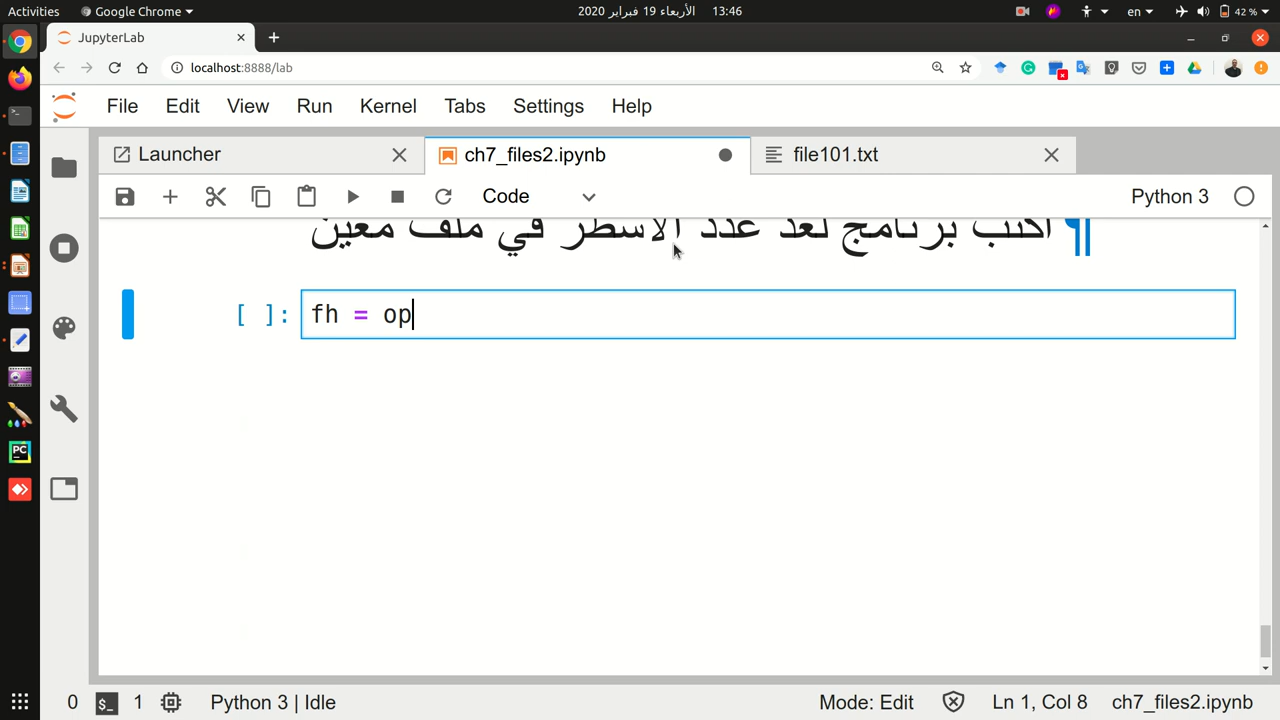 Activities
Google Chrome
الأربعاء 19 فبراير 2020
13:46
en
42 %
JupyterLab
localhost:8888/lab
File Edit View Run Kernel Tabs Settings Help
Launcher
ch7_files2.ipynb
file101.txt
Code
Python 3
اكتب برنامج لعد عدد الاسطر في ملف معين ¶
[ ]: fh = op
0
$_
1
Python 3 | Idle
Mode: Edit
Ln 1, Col 8
ch7_files2.ipynb
PC